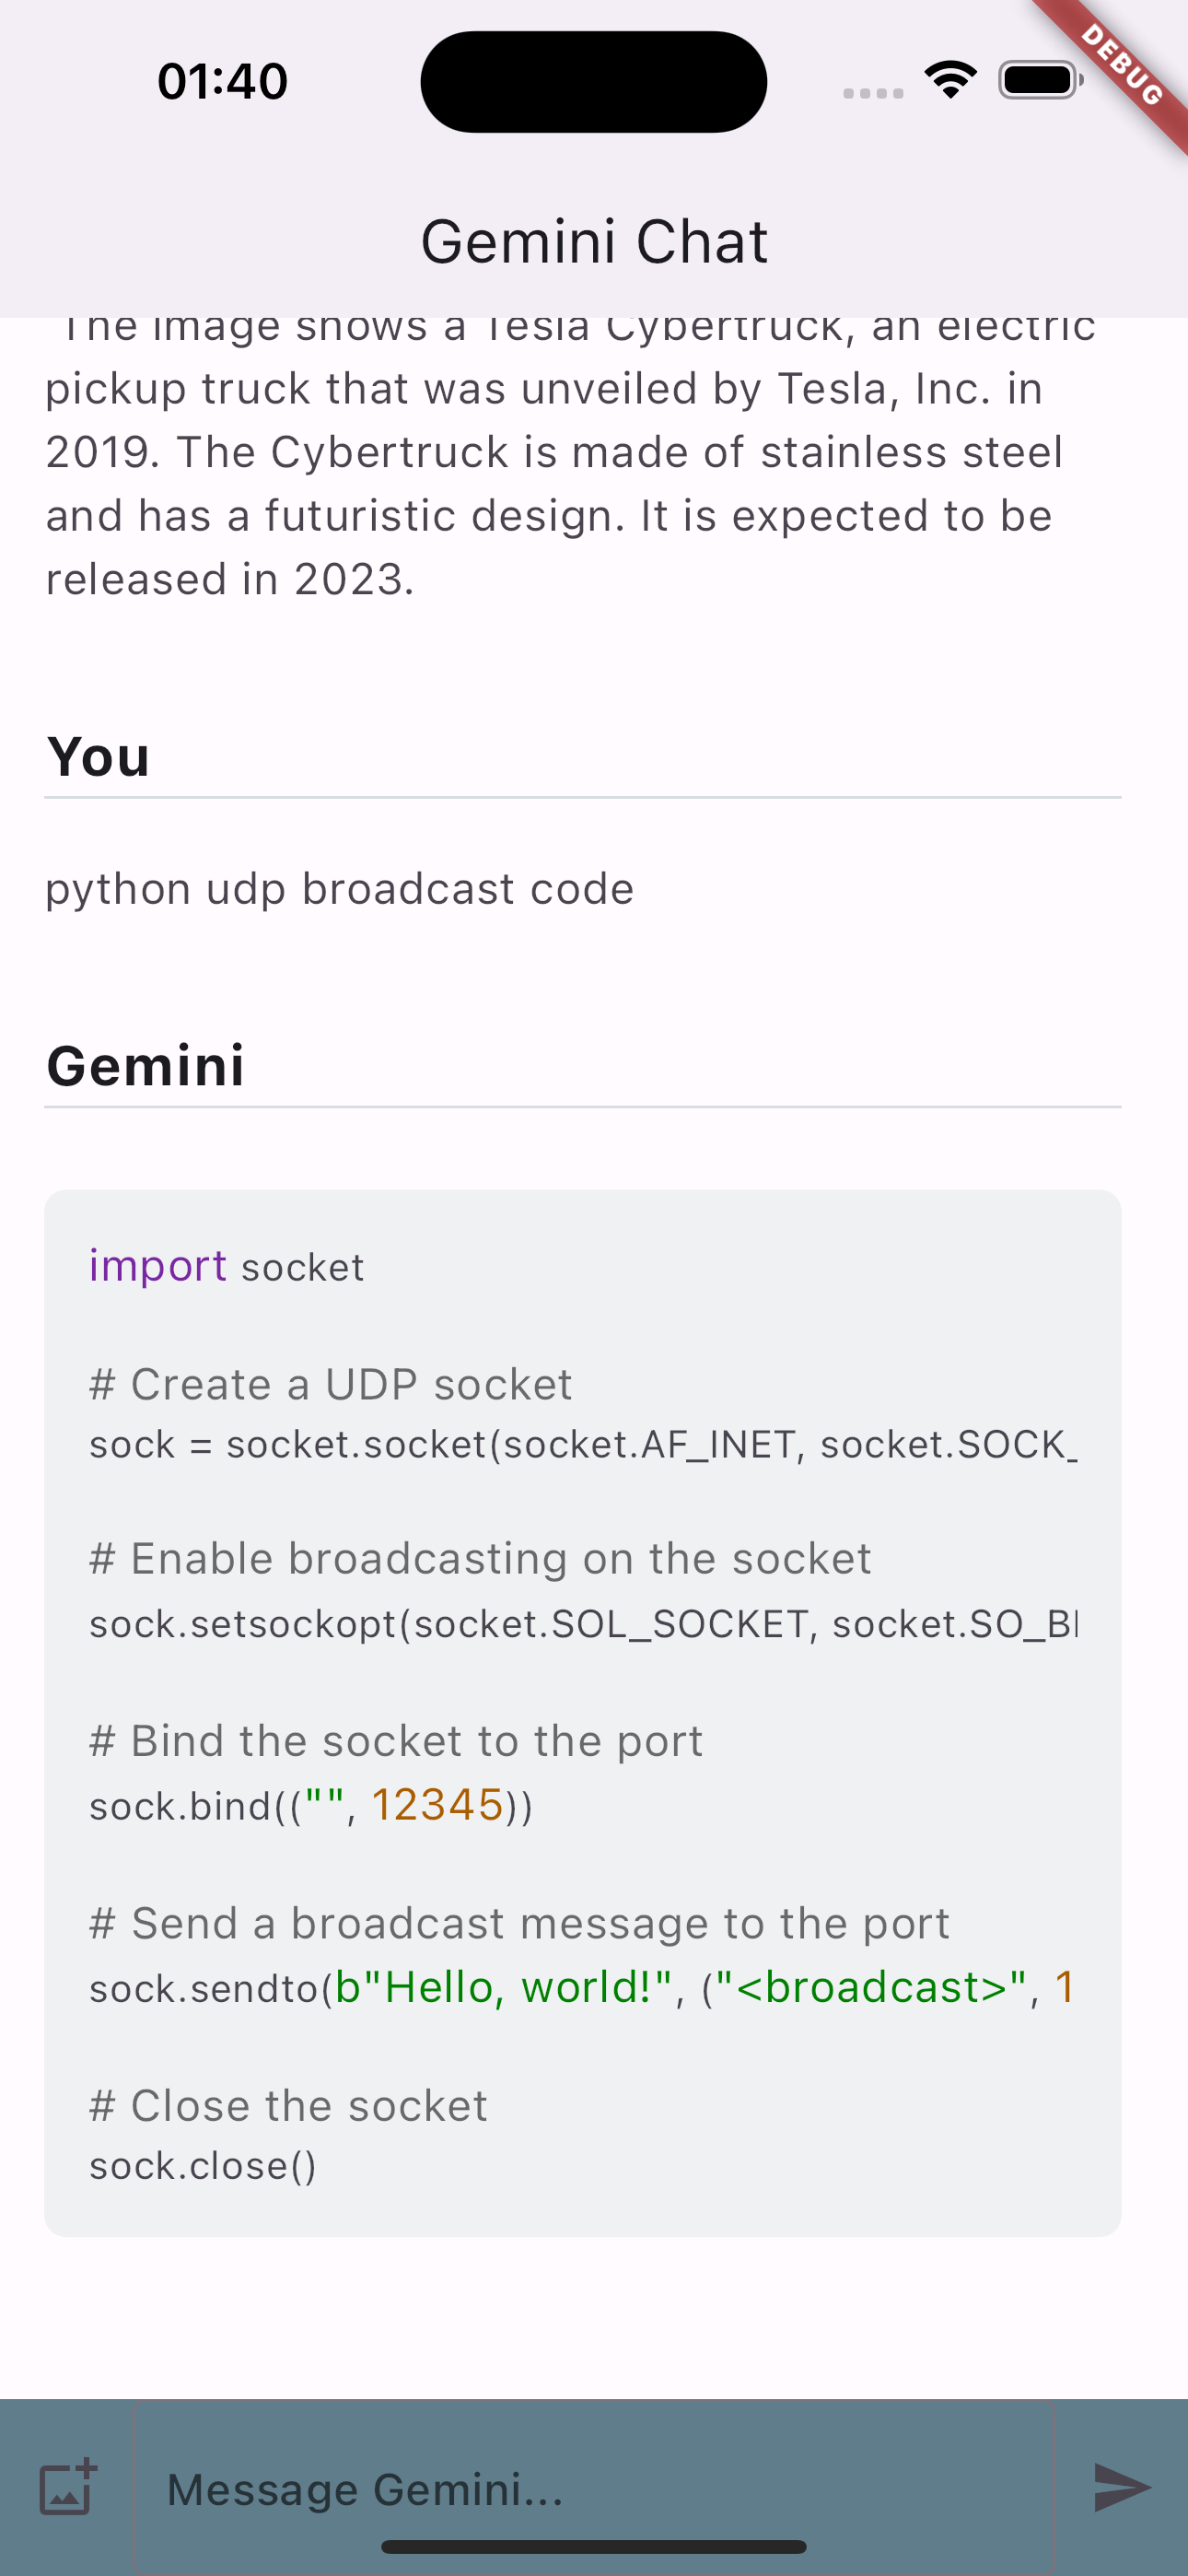 01:40
DEBUG
Gemini Chat
The image shows a Tesla Cybertruck, an electric
pickup truck that was unveiled by Tesla, Inc. in
2019. The Cybertruck is made of stainless steel
and has a futuristic design. It is expected to be
released in 2023.
You
python udp broadcast code
Gemini
import socket
# Create a UDP socket
sock = socket.socket(socket.AF_INET, socket.SOCK_
# Enable broadcasting on the socket
sock.setsockopt(socket.SOL_SOCKET, socket.SO_B
# Bind the socket to the port
sock.bind(("", 12345))
# Send a broadcast message to the port
sock.sendto(b"Hello, world!", ("<broadcast>", 1
# Close the socket
sock.close()
Message Gemini...